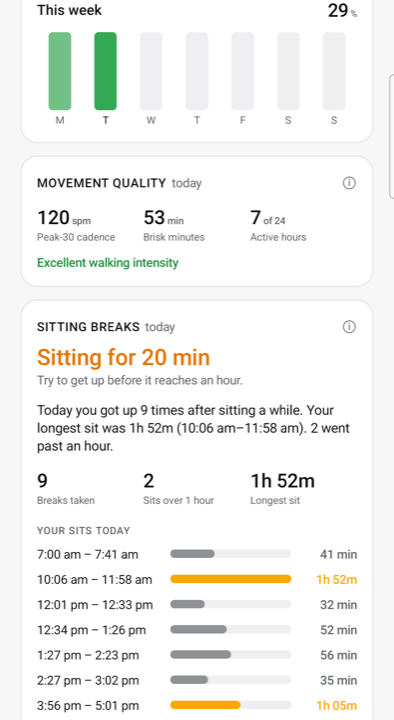 This week
29 %
M T W T F S S
MOVEMENT QUALITY today
120 spm 53 min 7 of 24
Peak-30 cadence Brisk minutes Active hours
Excellent walking intensity
SITTING BREAKS today
Sitting for 20 min
Try to get up before it reaches an hour.
Today you got up 9 times after sitting a while. Your
longest sit was 1h 52m (10:06 am–11:58 am). 2 went
past an hour.
9 2 1h 52m
Breaks taken Sits over 1 hour Longest sit
YOUR SITS TODAY
7:00 am – 7:41 am 41 min
10:06 am – 11:58 am 1h 52m
12:01 pm – 12:33 pm 32 min
12:34 pm – 1:26 pm 52 min
1:27 pm – 2:23 pm 56 min
2:27 pm – 3:02 pm 35 min
3:56 pm – 5:01 pm 1h 05m